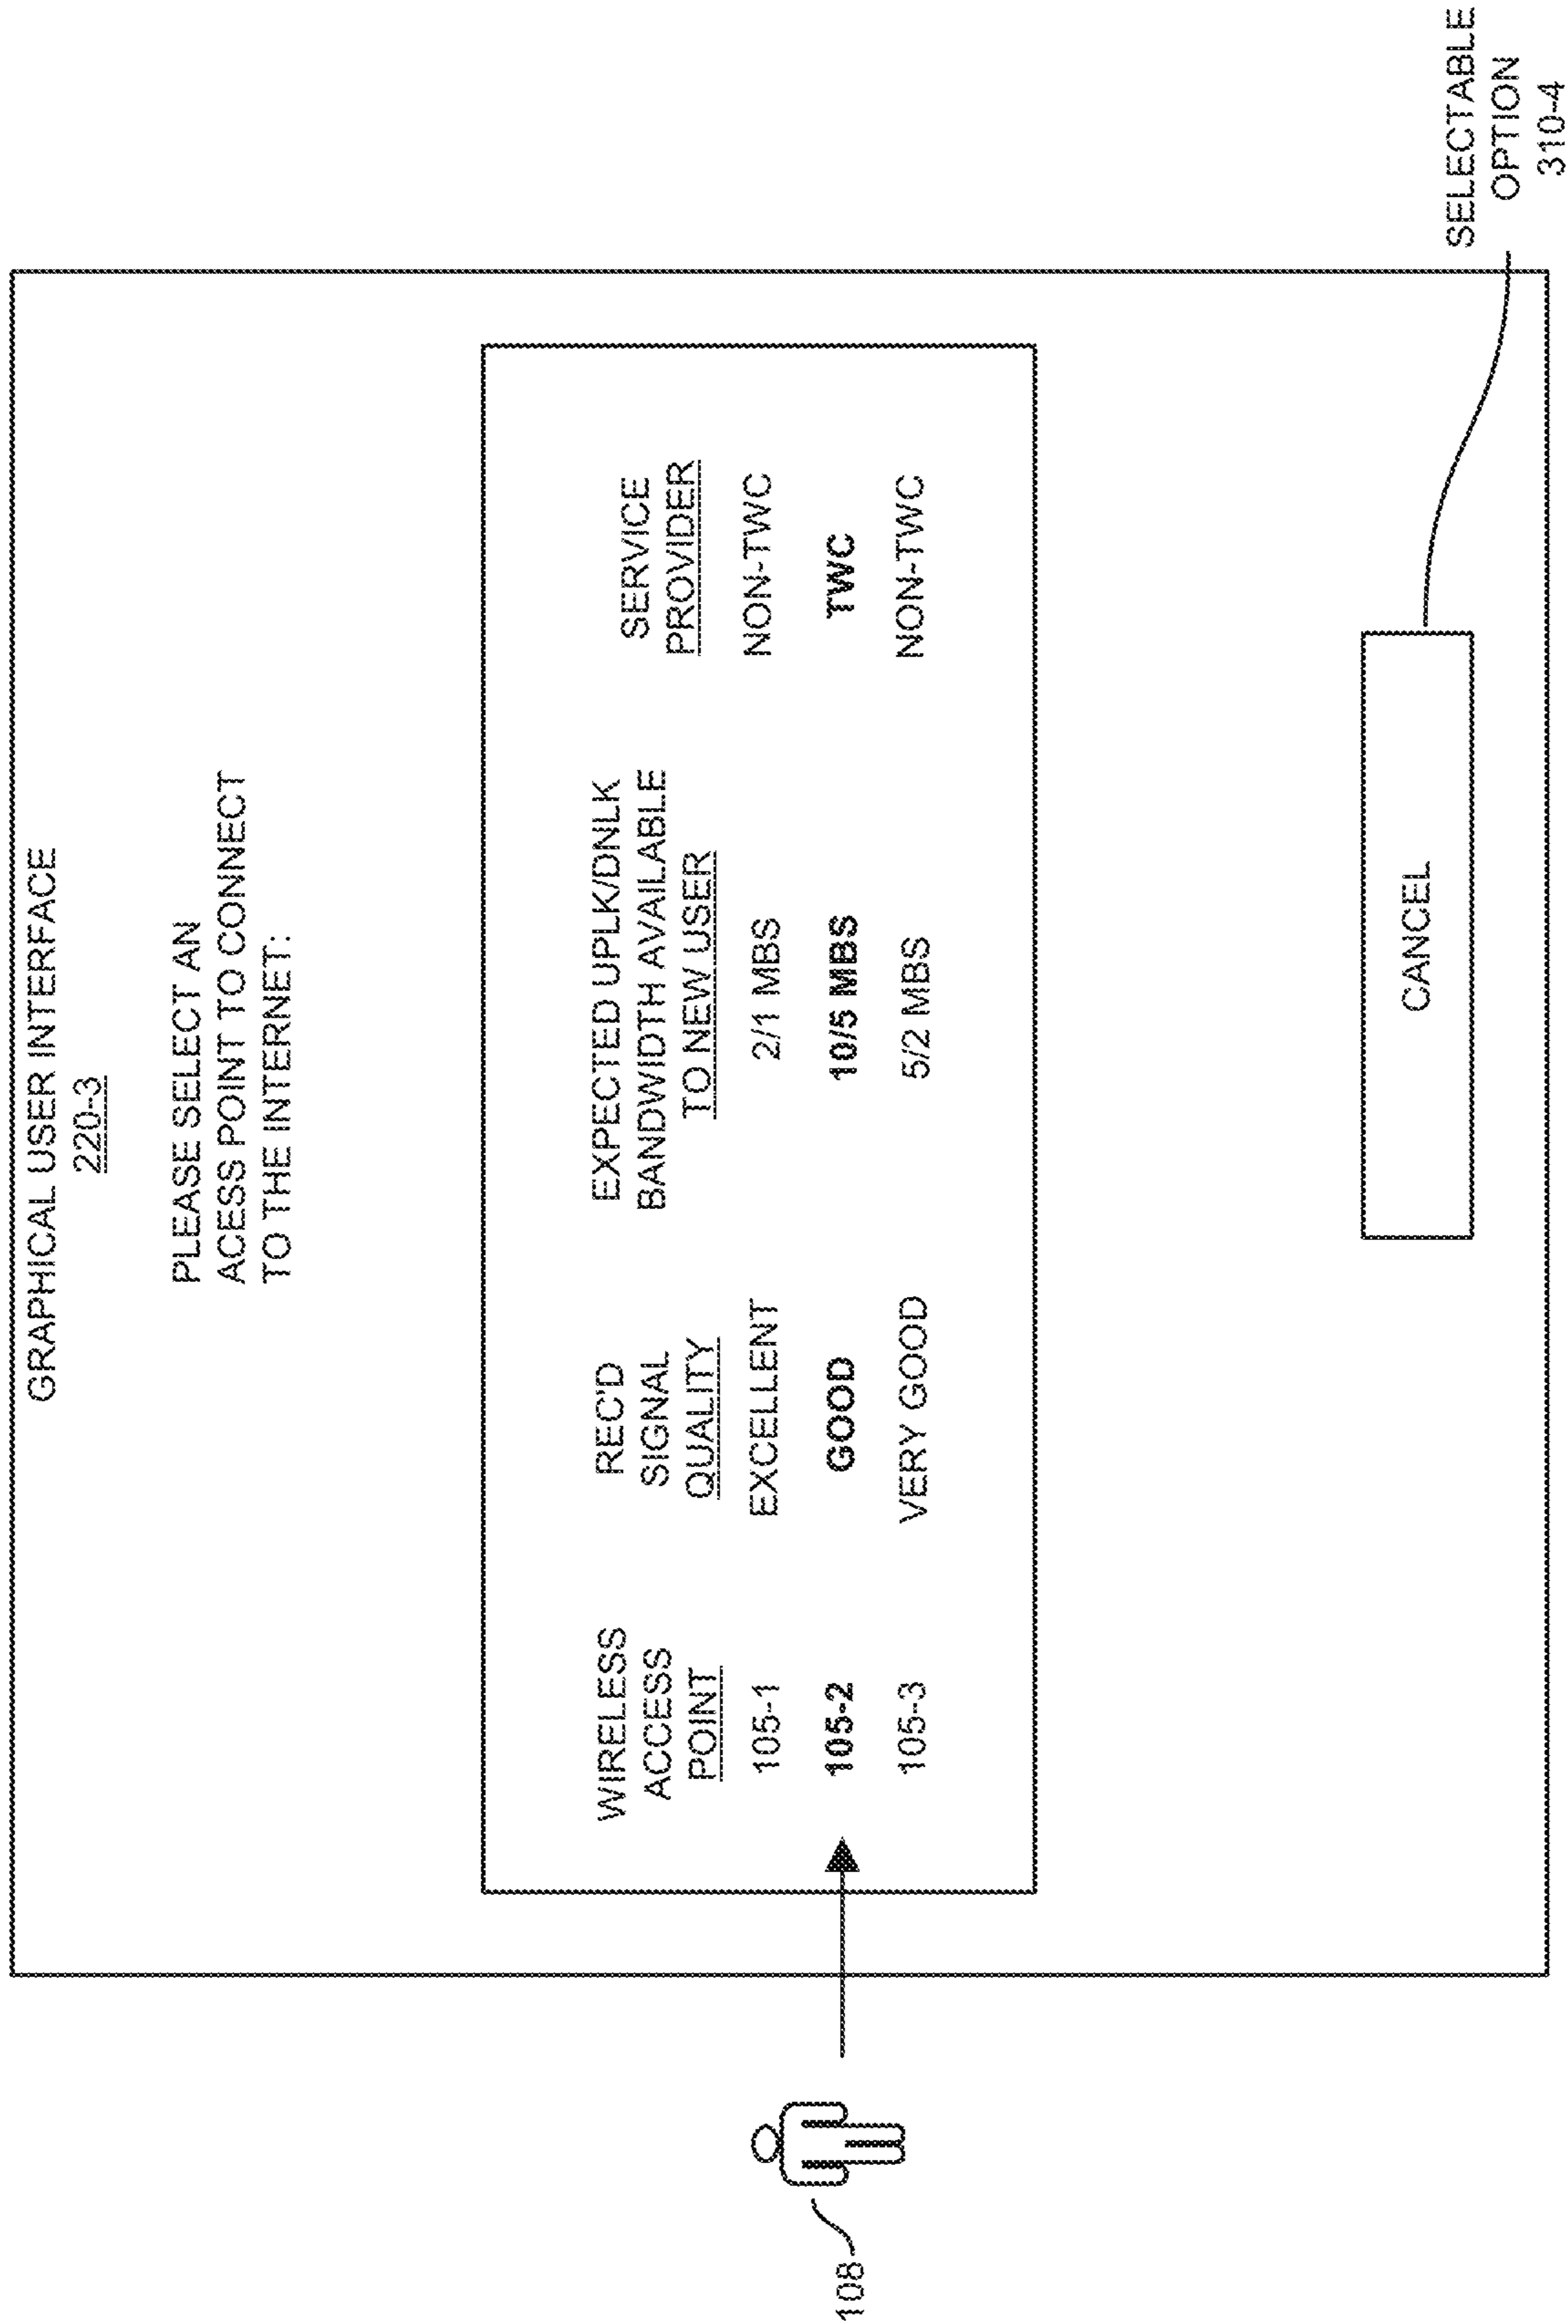 GRAPHICAL USER INTERFACE
220-3
PLEASE SELECT AN
ACESS POINT TO CONNECT
TO THE INTERNET:
WIRELESS
ACCESS
POINT
REC'D
SIGNAL
QUALITY
EXPECTED UPLK/DNLK
BANDWIDTH AVAILABLE
TO NEW USER
SERVICE
PROVIDER
105-1 EXCELLENT 2/1 MBS NON-TWC
105-2 GOOD 10/5 MBS TWC
105-3 VERY GOOD 5/2 MBS NON-TWC
108
CANCEL
SELECTABLE
OPTION
310-4